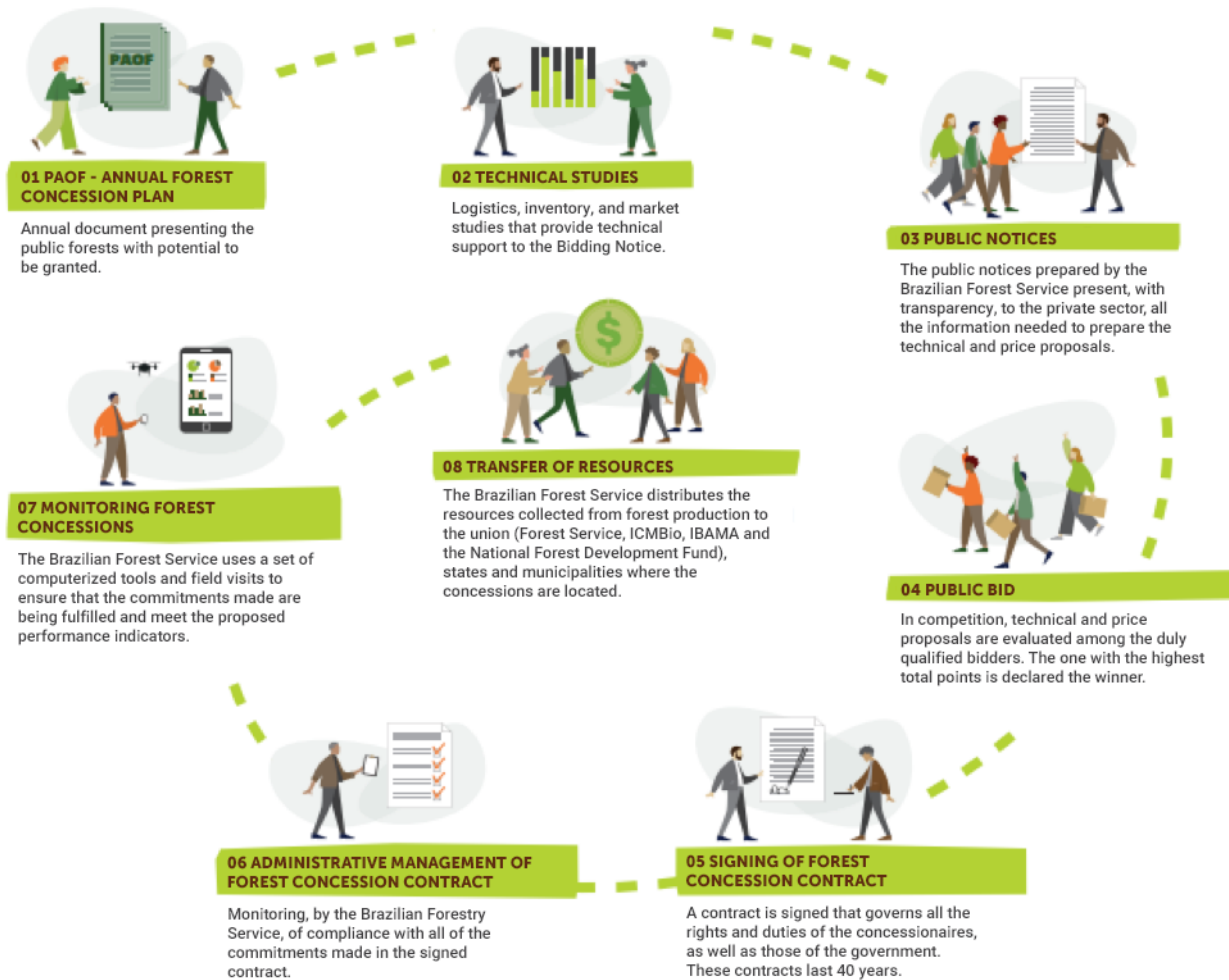 PAOF
01 PAOF - ANNUAL FOREST
CONCESSION PLAN
Annual document presenting the
public forests with potential to
be granted.
02 TECHNICAL STUDIES
Logistics, inventory, and market
studies that provide technical
support to the Bidding Notice.
03 PUBLIC NOTICES
The public notices prepared by the
Brazilian Forest Service present, with
transparency, to the private sector, all
the information needed to prepare the
technical and price proposals.
04 PUBLIC BID
In competition, technical and price
proposals are evaluated among the duly
qualified bidders. The one with the highest
total points is declared the winner.
05 SIGNING OF FOREST
CONCESSION CONTRACT
A contract is signed that governs all the
rights and duties of the concessionaires,
as well as those of the government.
These contracts last 40 years.
06 ADMINISTRATIVE MANAGEMENT OF
FOREST CONCESSION CONTRACT
Monitoring, by the Brazilian Forestry
Service, of compliance with all of the
commitments made in the signed
contract.
07 MONITORING FOREST
CONCESSIONS
The Brazilian Forest Service uses a set of
computerized tools and field visits to
ensure that the commitments made are
being fulfilled and meet the proposed
performance indicators.
$
08 TRANSFER OF RESOURCES
The Brazilian Forest Service distributes the
resources collected from forest production to
the union (Forest Service, ICMBio, IBAMA and
the National Forest Development Fund),
states and municipalities where the
concessions are located.